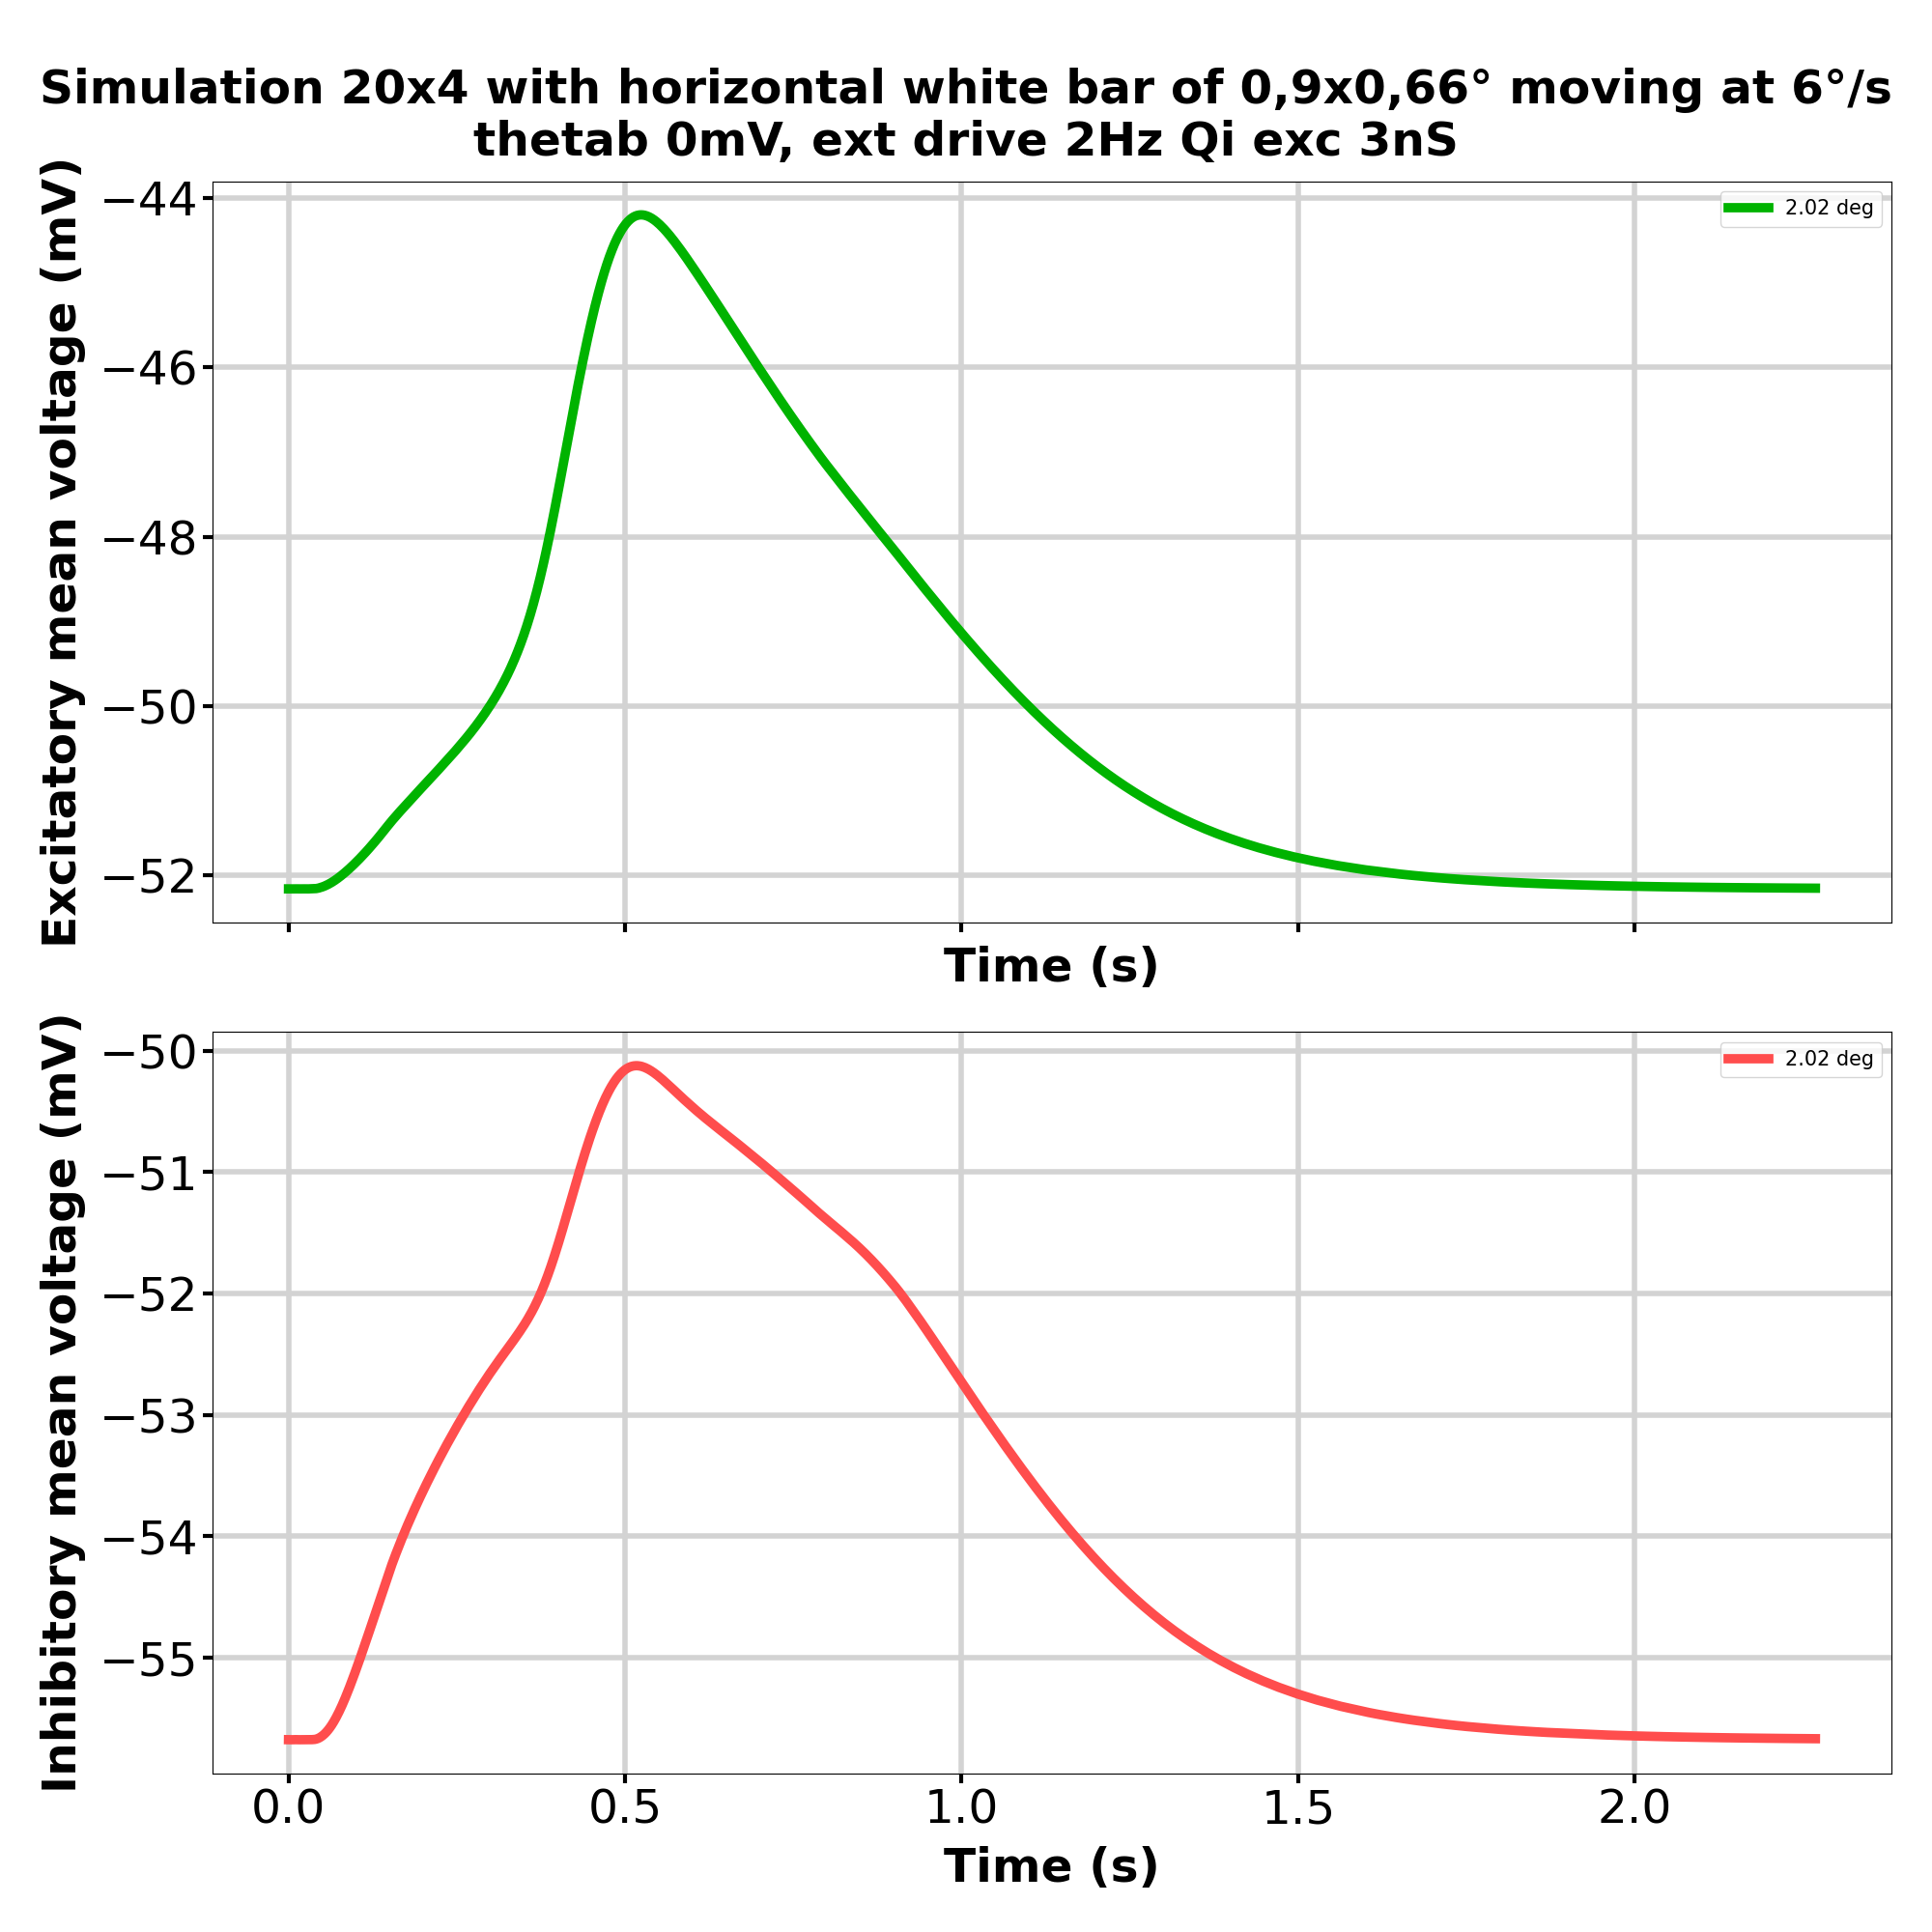 Simulation 20x4 with horizontal white bar of 0,9x0,66° moving at 6°/s
thetab 0mV, ext drive 2Hz Qi exc 3nS
Excitatory mean voltage (mV)
−44
−46
−48
−50
−52
2.02 deg
Time (s)
Inhibitory mean voltage (mV)
−50
−51
−52
−53
−54
−55
2.02 deg
0.0 0.5 1.0 1.5 2.0
Time (s)